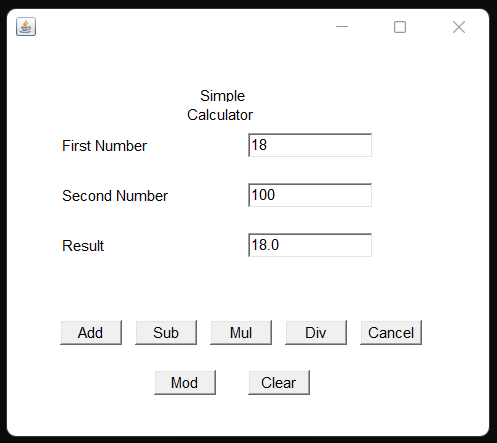 Simple
Calculator
First Number 18
Second Number 100
Result 18.0
Add Sub Mul Div Cancel
Mod Clear